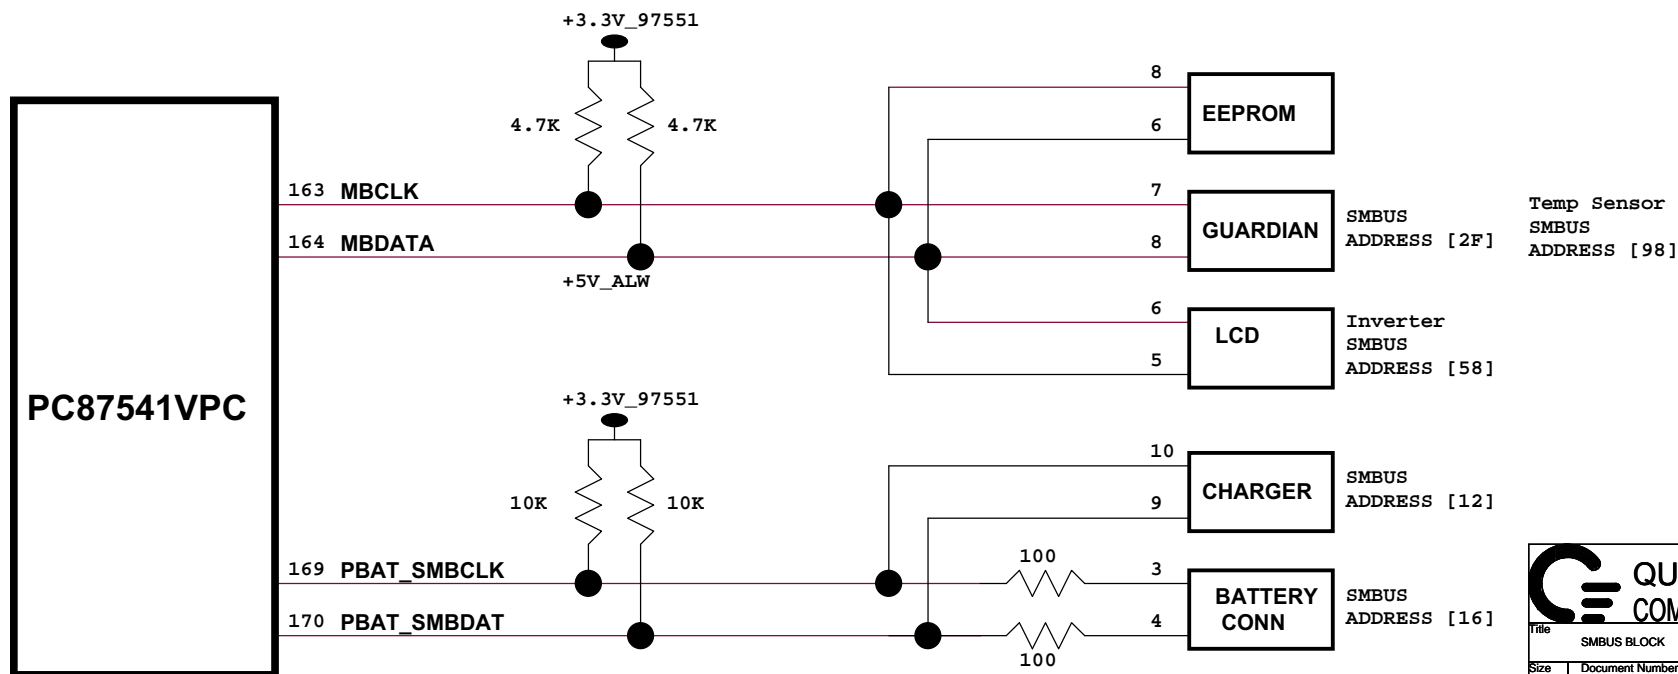 +3.3V_97551
4.7K
4.7K
163 MBCLK
164 MBDATA
+5V_ALW
PC87541VPC
8
6
EEPROM
7
8
GUARDIAN
SMBUS
ADDRESS [2F]
Temp Sensor
SMBUS
ADDRESS [98]
6
5
LCD
Inverter
SMBUS
ADDRESS [58]
+3.3V_97551
10K
10K
169 PBAT_SMBCLK
170 PBAT_SMBDAT
10
9
CHARGER
SMBUS
ADDRESS [12]
100
100
3
4
BATTERY
CONN
SMBUS
ADDRESS [16]
QU
COM
Title
SMBUS BLOCK
Size
Document Number